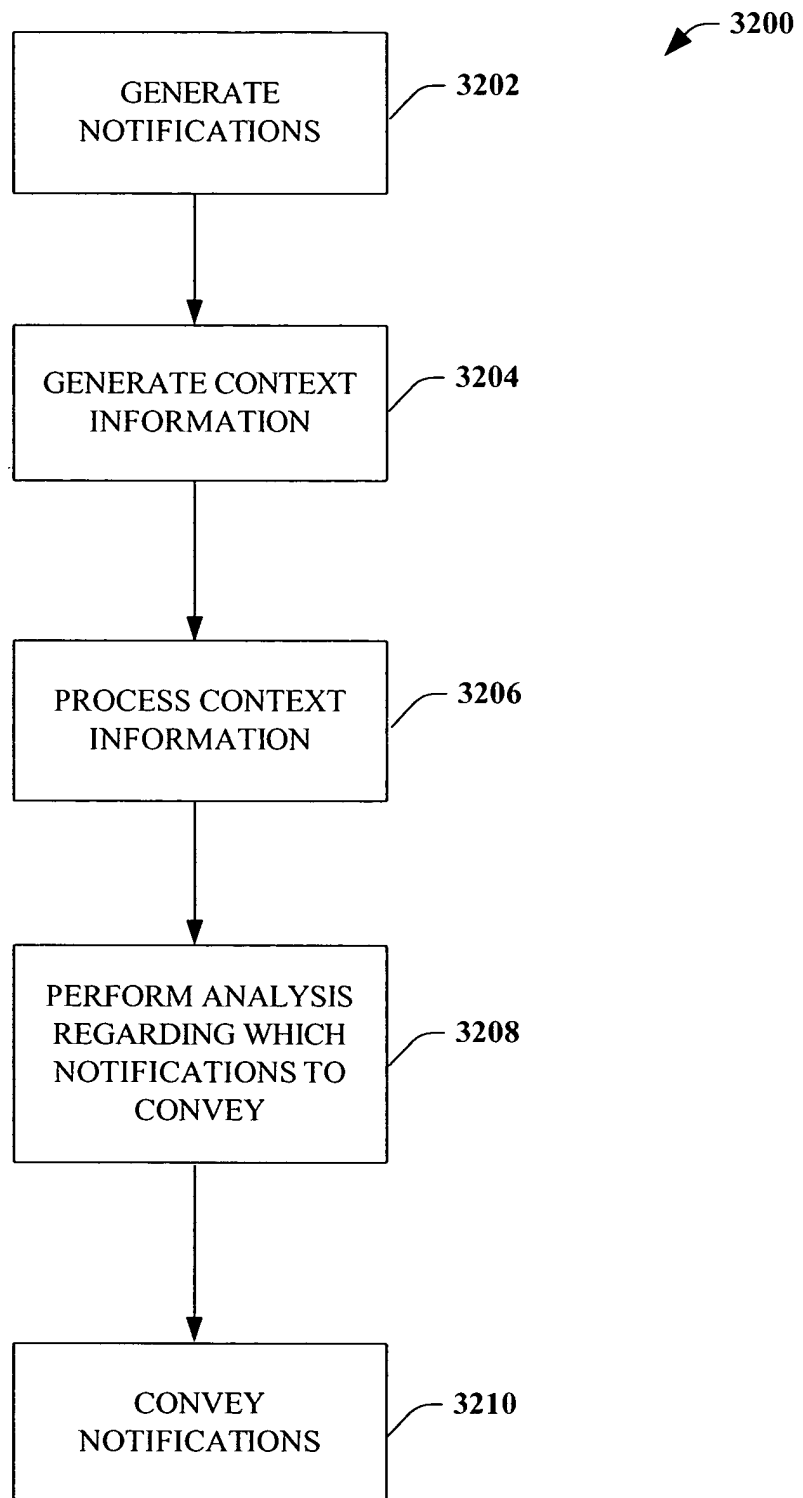 3200
GENERATE
NOTIFICATIONS
3202
GENERATE CONTEXT
INFORMATION
3204
PROCESS CONTEXT
INFORMATION
3206
PERFORM ANALYSIS
REGARDING WHICH
NOTIFICATIONS TO
CONVEY
3208
CONVEY
NOTIFICATIONS
3210